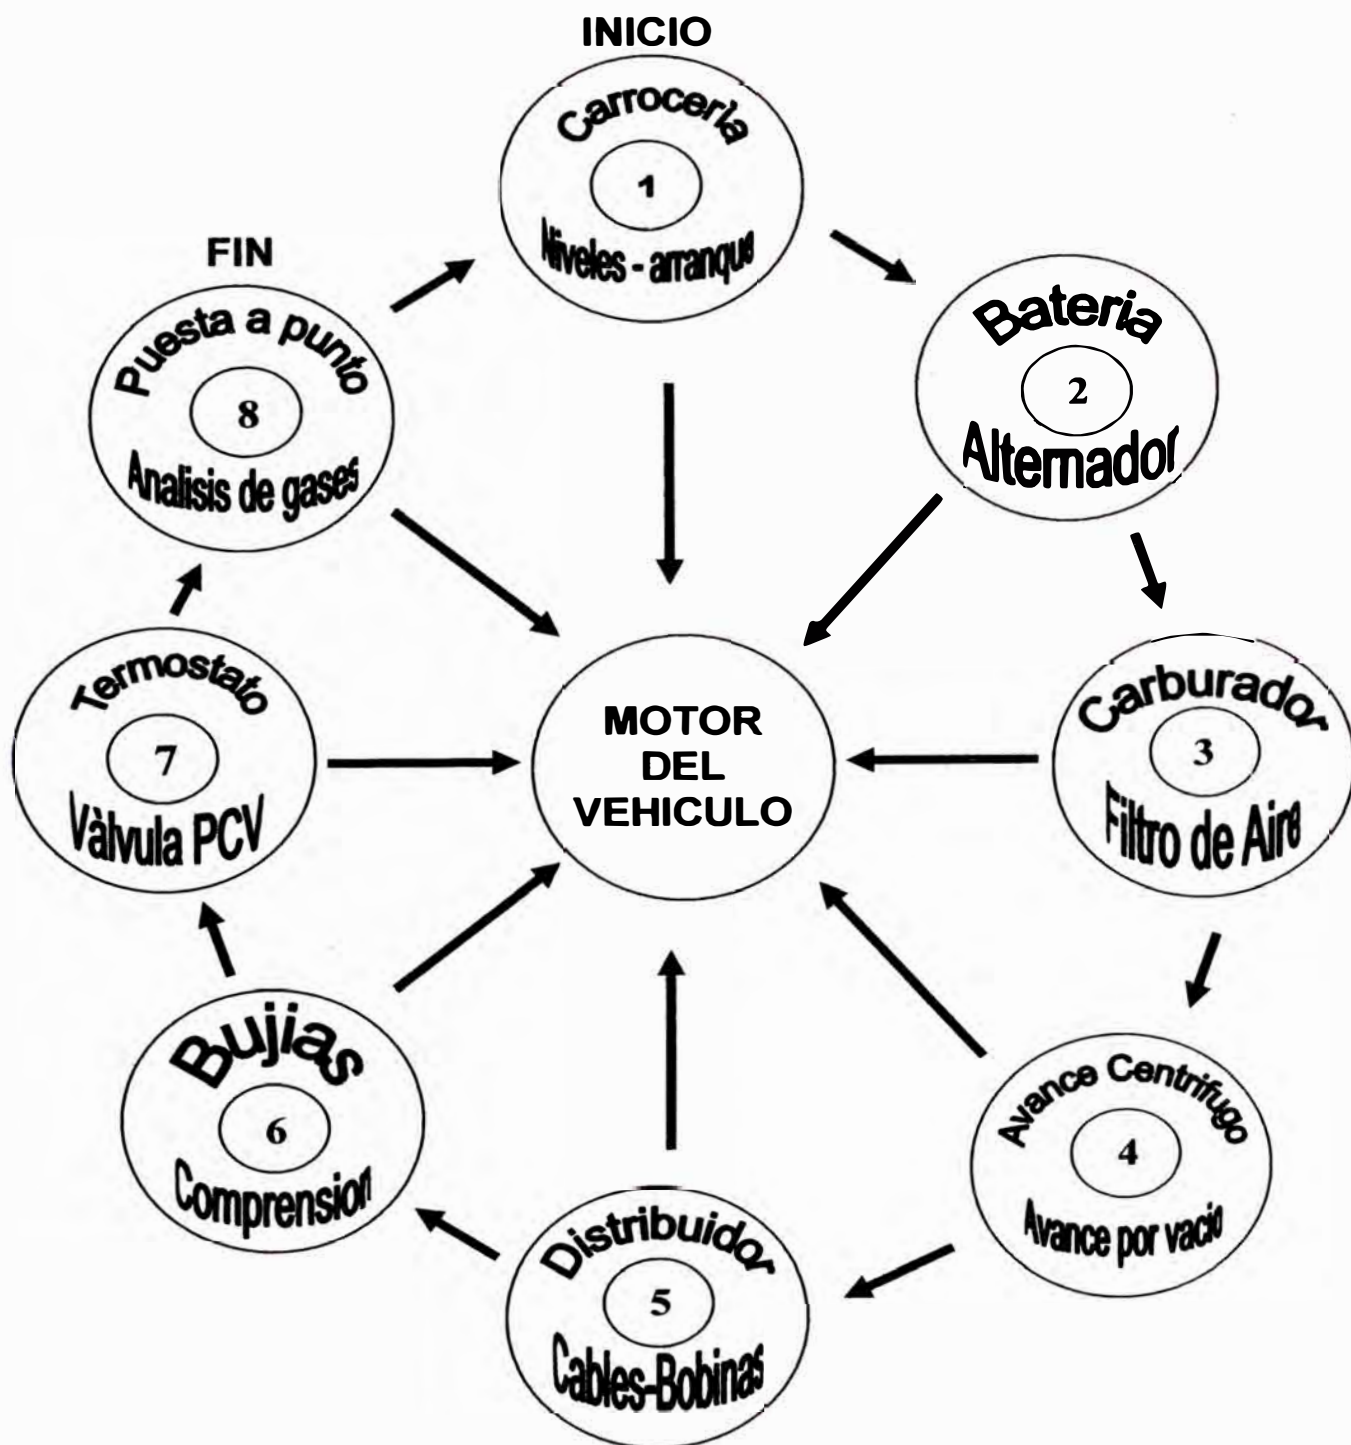 INICIO
Carrocerìa
1
Niveles - arranque
Bateria
2
Alternador
Carburador
3
Filtro de Aire
Avance Centrifugo
4
Avance por vacio
Distribuidor
5
Cables-Bobinas
Bujias
6
Comprension
Termostato
7
Vàlvula PCV
FIN
Puesta a punto
8
Analisis de gases
MOTOR
DEL
VEHICULO